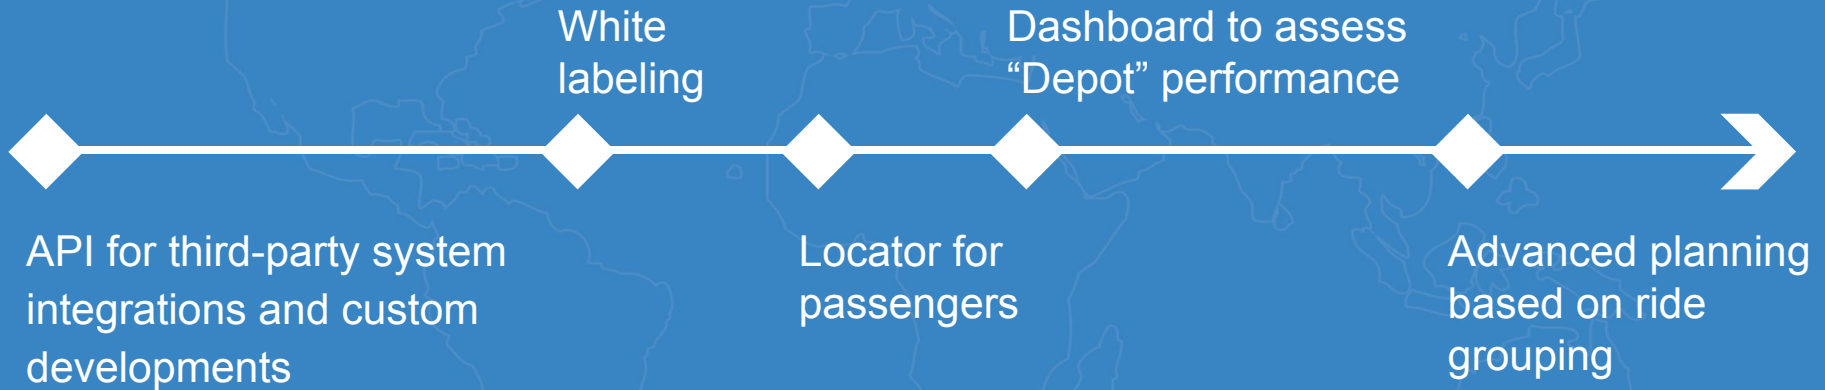 White
labeling
Dashboard to assess
“Depot” performance
API for third-party system
integrations and custom
developments
Locator for
passengers
Advanced planning
based on ride
grouping